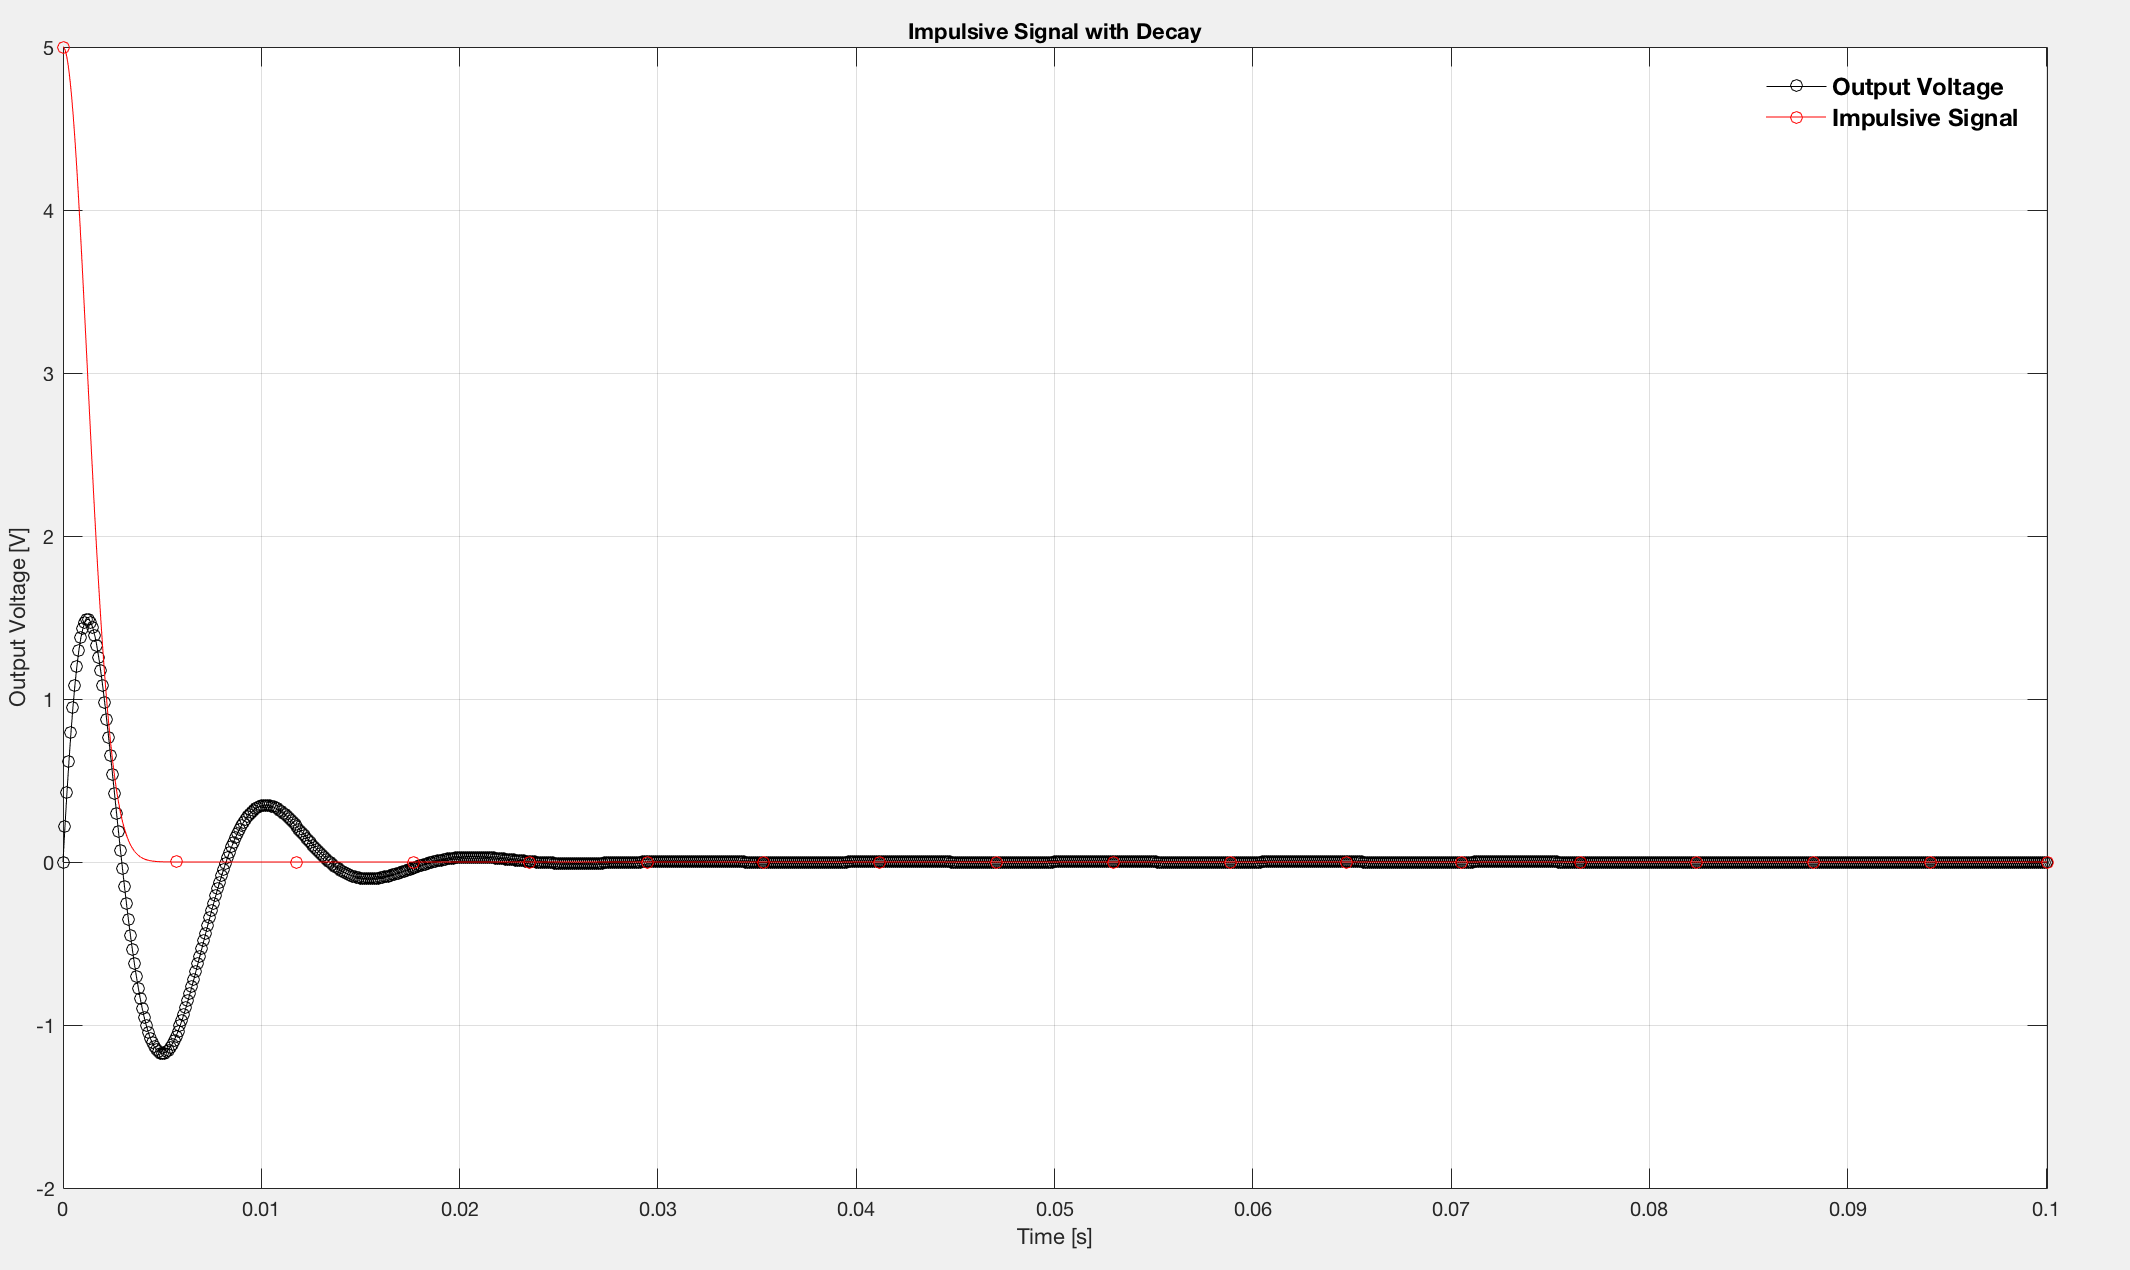 Impulsive Signal with Decay
Output Voltage
Impulsive Signal
5
4
3
2
1
0
-1
-2
Output Voltage [V]
0 0.01 0.02 0.03 0.04 0.05 0.06 0.07 0.08 0.09 0.1
Time [s]